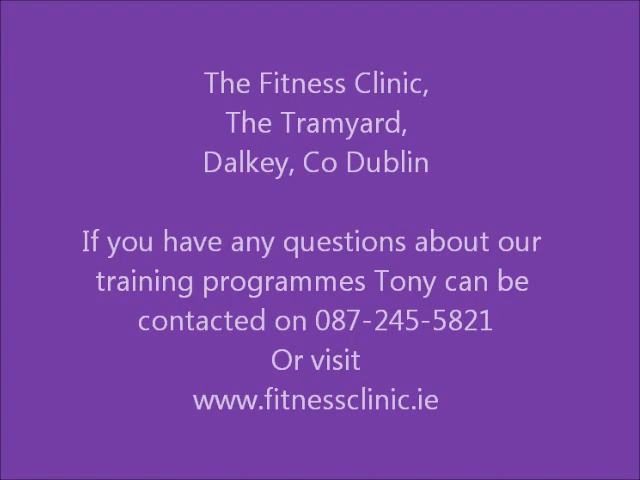 The Fitness Clinic,
The Tramyard,
Dalkey, Co Dublin
If you have any questions about our
training programmes Tony can be
contacted on 087-245-5821
Or visit
www.fitnessclinic.ie